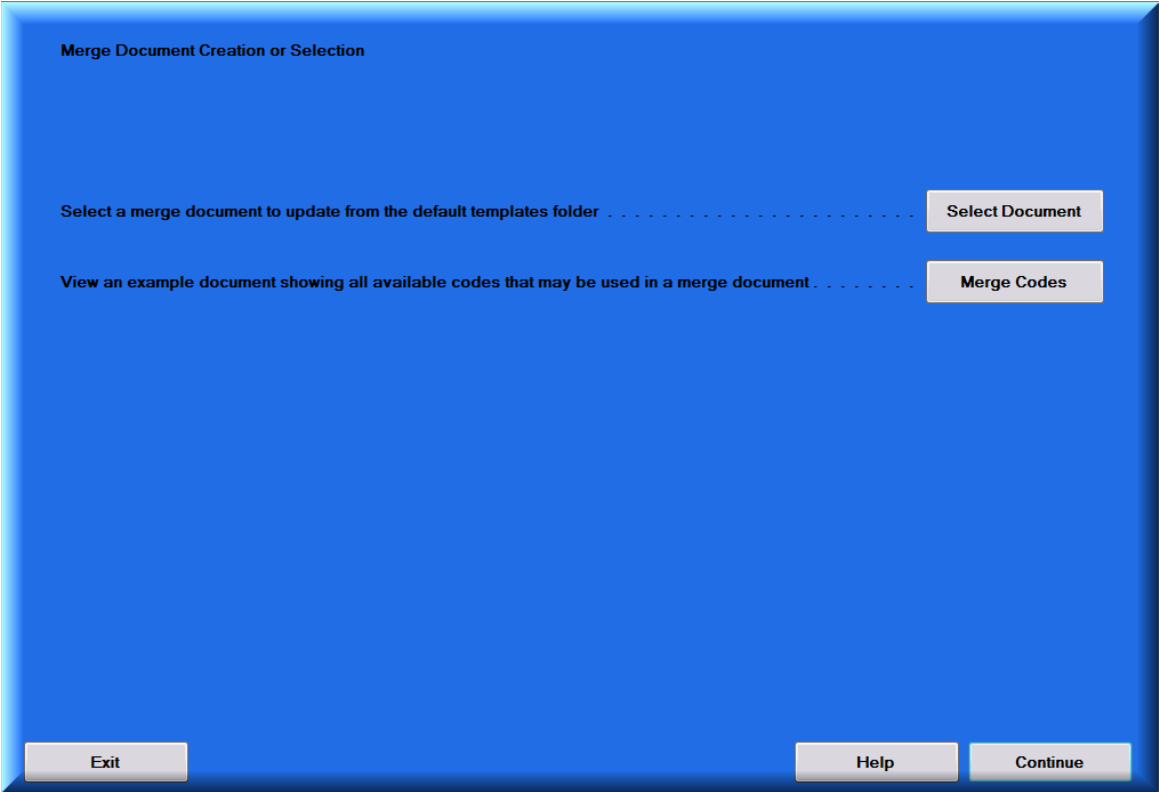 Merge Document Creation or Selection
Select a merge document to update from the default templates folder . . . . . . . . . . . . . . . . . . . . . . . Select Document
View an example document showing all available codes that may be used in a merge document . . . . . . . . Merge Codes
Exit Help Continue